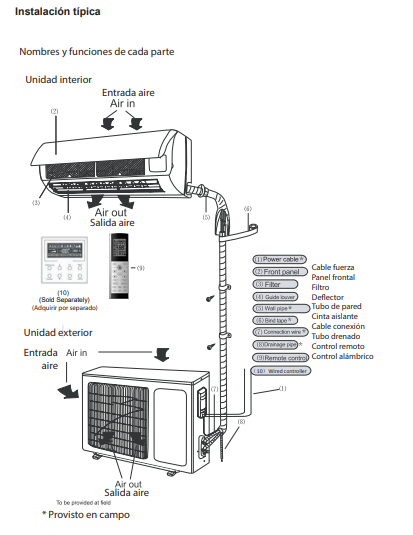 Instalación típica
Nombres y funciones de cada parte
Unidad interior
Entrada aire
Air in
(2)
(3)
(4)
Air out
Salida aire
(5)
(6)
(9)
(10)
(Sold Separately)
(Adquirir por separado)
(1) Power cable *
Cable fuerza
(2) Front panel
Panel frontal
(3) Filter
Filtro
(4) Guide louver
Deflector
(5) Wall pipe *
Tubo de pared
(6) Bind tape *
Cinta aislante
(7) Connection wire *
Cable conexión
(8)Drainage pipe *
Tubo drenado
(9)Remote control
Control remoto
(10) Wired controller
Control alámbrico
Unidad exterior
Entrada aire
Air in
(7)
(1)
(8)
Air out
Salida aire
To be provided at field
* Provisto en campo